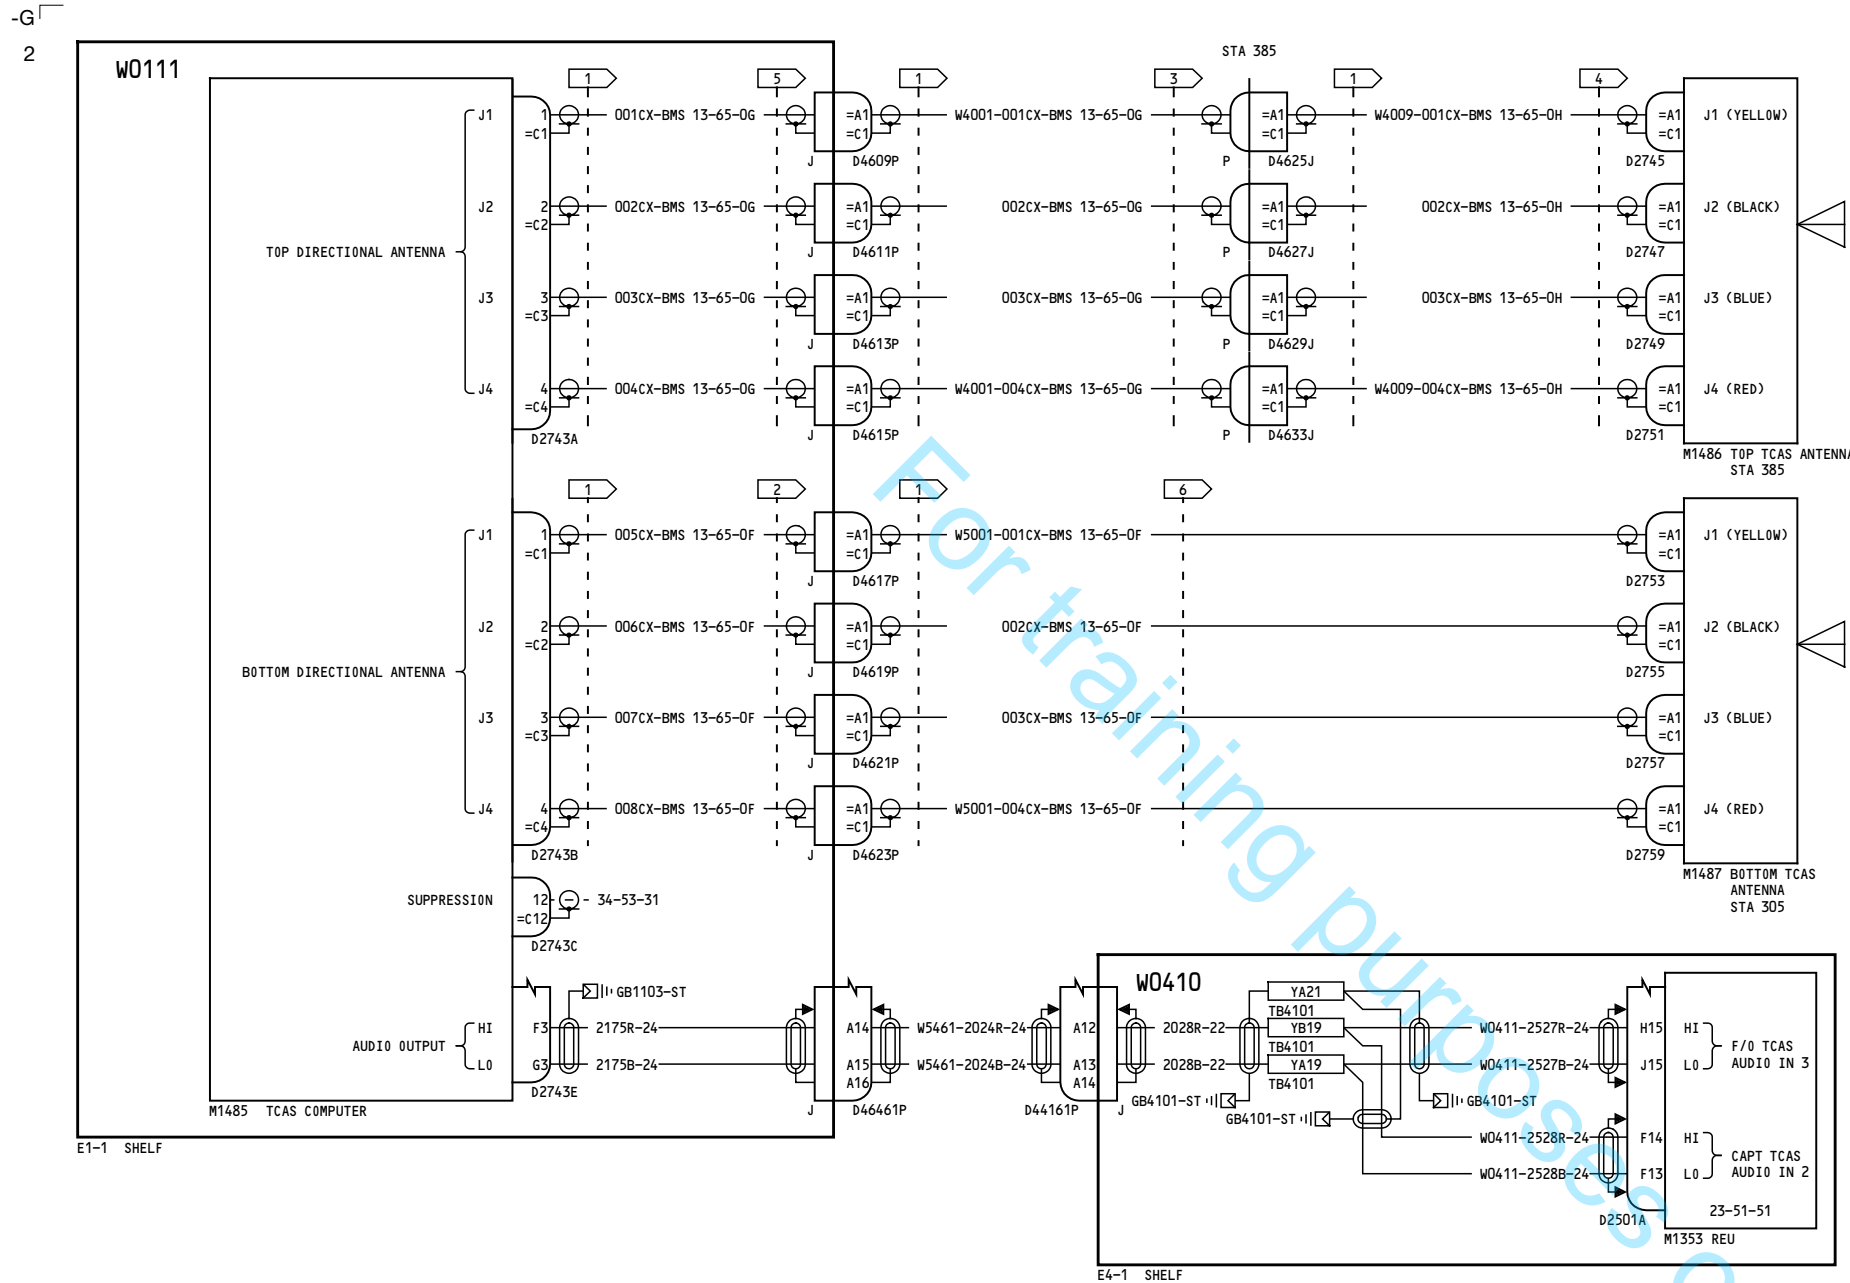 -G
2
W0111
STA 385
1
5
1
3
1
4
J1
1
=C1
001CX-BMS 13-65-0G
=A1
=C1
J
D4609P
W4001-001CX-BMS 13-65-0G
=A1
=C1
P
D4625J
W4009-001CX-BMS 13-65-0H
=A1
=C1
D2745
J1 (YELLOW)
J2
2
=C2
002CX-BMS 13-65-0G
=A1
=C1
J
D4611P
002CX-BMS 13-65-0G
=A1
=C1
P
D4627J
002CX-BMS 13-65-0H
=A1
=C1
D2747
J2 (BLACK)
TOP DIRECTIONAL ANTENNA
J3
3
=C3
003CX-BMS 13-65-0G
=A1
=C1
J
D4613P
003CX-BMS 13-65-0G
=A1
=C1
P
D4629J
003CX-BMS 13-65-0H
=A1
=C1
D2749
J3 (BLUE)
J4
4
=C4
D2743A
004CX-BMS 13-65-0G
=A1
=C1
J
D4615P
W4001-004CX-BMS 13-65-0G
=A1
=C1
P
D4633J
W4009-004CX-BMS 13-65-0H
=A1
=C1
D2751
J4 (RED)
M1486 TOP TCAS ANTENNA
STA 385
1
2
1
6
J1
1
=C1
005CX-BMS 13-65-0F
=A1
=C1
J
D4617P
W5001-001CX-BMS 13-65-0F
=A1
=C1
D2753
J1 (YELLOW)
J2
2
=C2
006CX-BMS 13-65-0F
=A1
=C1
J
D4619P
002CX-BMS 13-65-0F
=A1
=C1
D2755
J2 (BLACK)
BOTTOM DIRECTIONAL ANTENNA
J3
3
=C3
007CX-BMS 13-65-0F
=A1
=C1
J
D4621P
003CX-BMS 13-65-0F
=A1
=C1
D2757
J3 (BLUE)
J4
4
=C4
D2743B
008CX-BMS 13-65-0F
=A1
=C1
J
D4623P
W5001-004CX-BMS 13-65-0F
=A1
=C1
D2759
J4 (RED)
M1487 BOTTOM TCAS
ANTENNA
STA 305
SUPPRESSION
12
=C12
34-53-31
D2743C
GB1103-ST
AUDIO OUTPUT
HI
LO
F3
G3
D2743E
2175R-24
2175B-24
A14
A15
A16
J
D46461P
W5461-2024R-24
W5461-2024B-24
A12
A13
A14
D44161P
J
M1485 TCAS COMPUTER
E1-1 SHELF
W0410
2028R-22
2028B-22
YA21
TB4101
YB19
TB4101
YA19
TB4101
GB4101-ST
GB4101-ST
GB4101-ST
W0411-2527R-24
W0411-2527B-24
W0411-2528R-24
W0411-2528B-24
H15
J15
F14
F13
D2501A
HI
LO
F/O TCAS
AUDIO IN 3
HI
LO
CAPT TCAS
AUDIO IN 2
23-51-51
M1353 REU
E4-1 SHELF
For training purposes